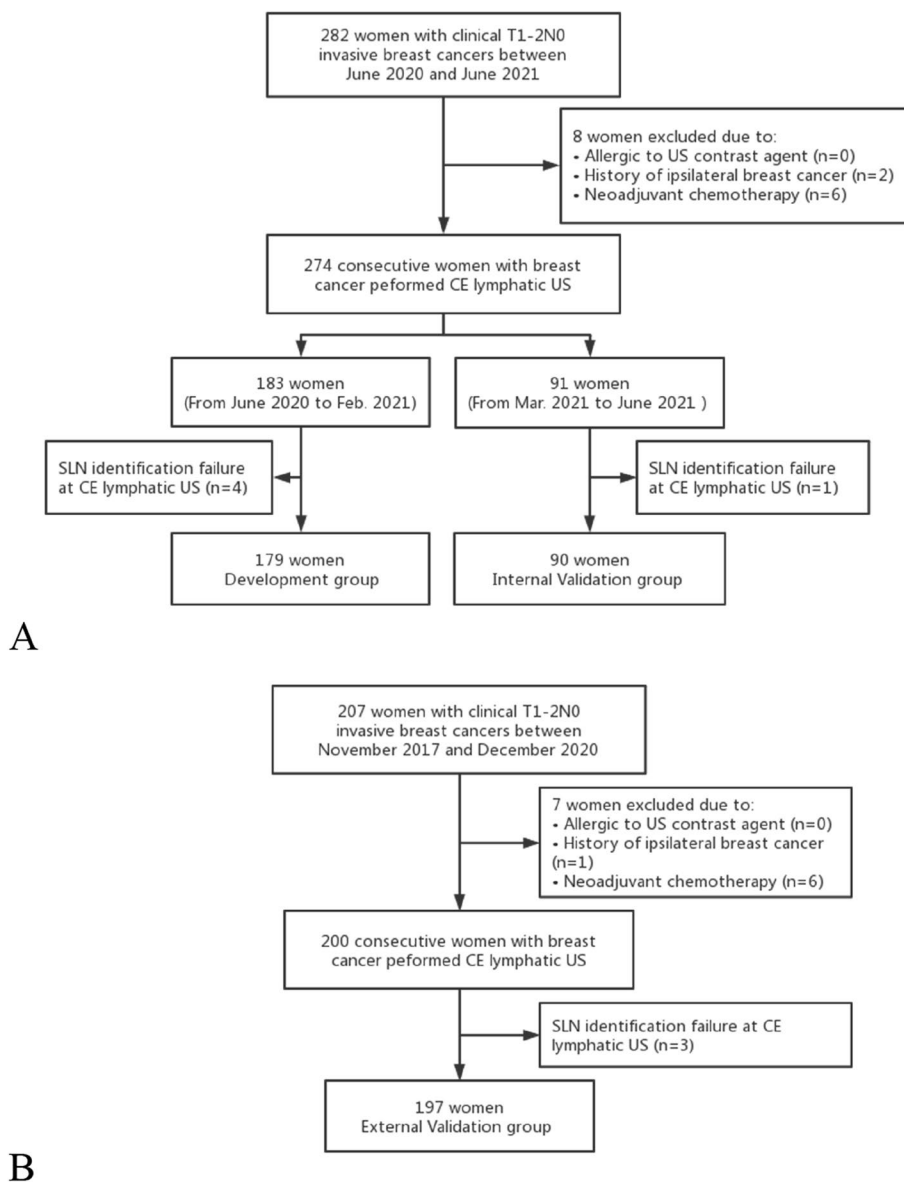 282 women with clinical T1-2N0
invasive breast cancers between
June 2020 and June 2021
8 women excluded due to:
• Allergic to US contrast agent (n=0)
• History of ipsilateral breast cancer (n=2)
• Neoadjuvant chemotherapy (n=6)
274 consecutive women with breast
cancer peformed CE lymphatic US
183 women
(From June 2020 to Feb. 2021)
91 women
(From Mar. 2021 to June 2021 )
SLN identification failure
at CE lymphatic US (n=4)
SLN identification failure
at CE lymphatic US (n=1)
179 women
Development group
90 women
Internal Validation group
A
207 women with clinical T1-2N0
invasive breast cancers between
November 2017 and December 2020
7 women excluded due to:
• Allergic to US contrast agent (n=0)
• History of ipsilateral breast cancer
(n=1)
• Neoadjuvant chemotherapy (n=6)
200 consecutive women with breast
cancer peformed CE lymphatic US
SLN identification failure at CE
lymphatic US (n=3)
197 women
External Validation group
B